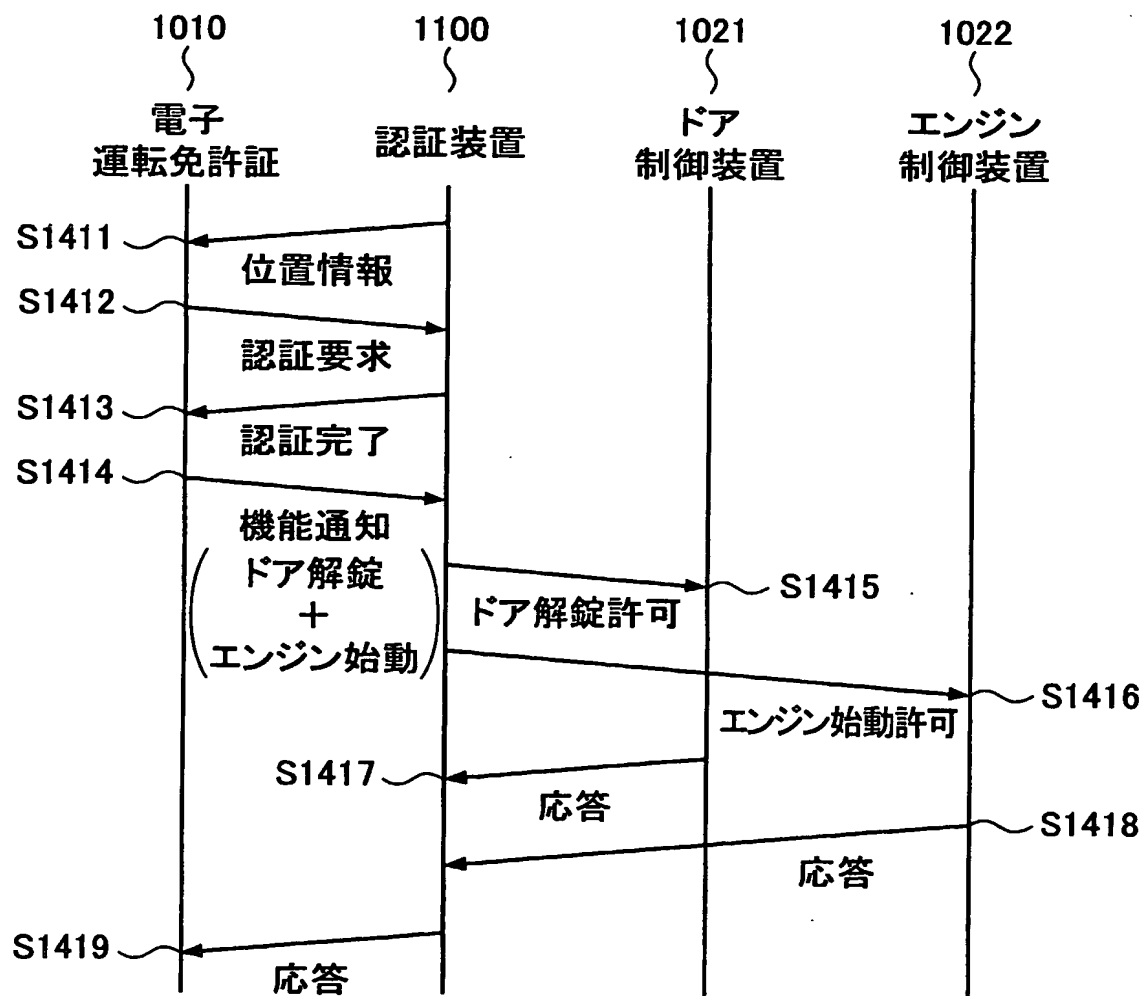 1010
1100
1021
1022
電子
運転免許証
認証装置
ドア
制御装置
エンジン
制御装置
S1411
位置情報
S1412
認証要求
S1413
認証完了
S1414
機能通知
(ドア解錠
+
エンジン始動)
S1415
ドア解錠許可
S1416
エンジン始動許可
S1417
応答
S1418
応答
S1419
応答